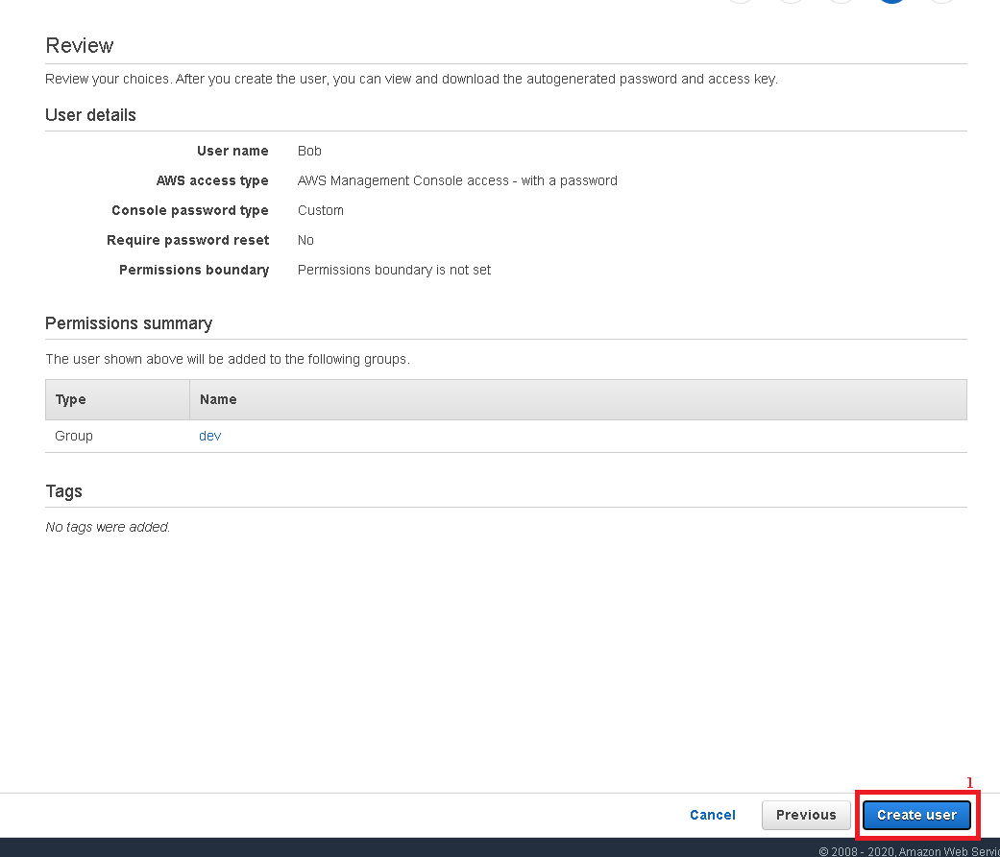 Review
Review your choices. After you create the user, you can view and download the autogenerated password and access key.
User details
User name Bob
AWS access type AWS Management Console access - with a password
Console password type Custom
Require password reset No
Permissions boundary Permissions boundary is not set
Permissions summary
The user shown above will be added to the following groups.
Type Name
Group dev
Tags
No tags were added.
1
Cancel Previous Create user
© 2008 - 2020, Amazon Web Servi